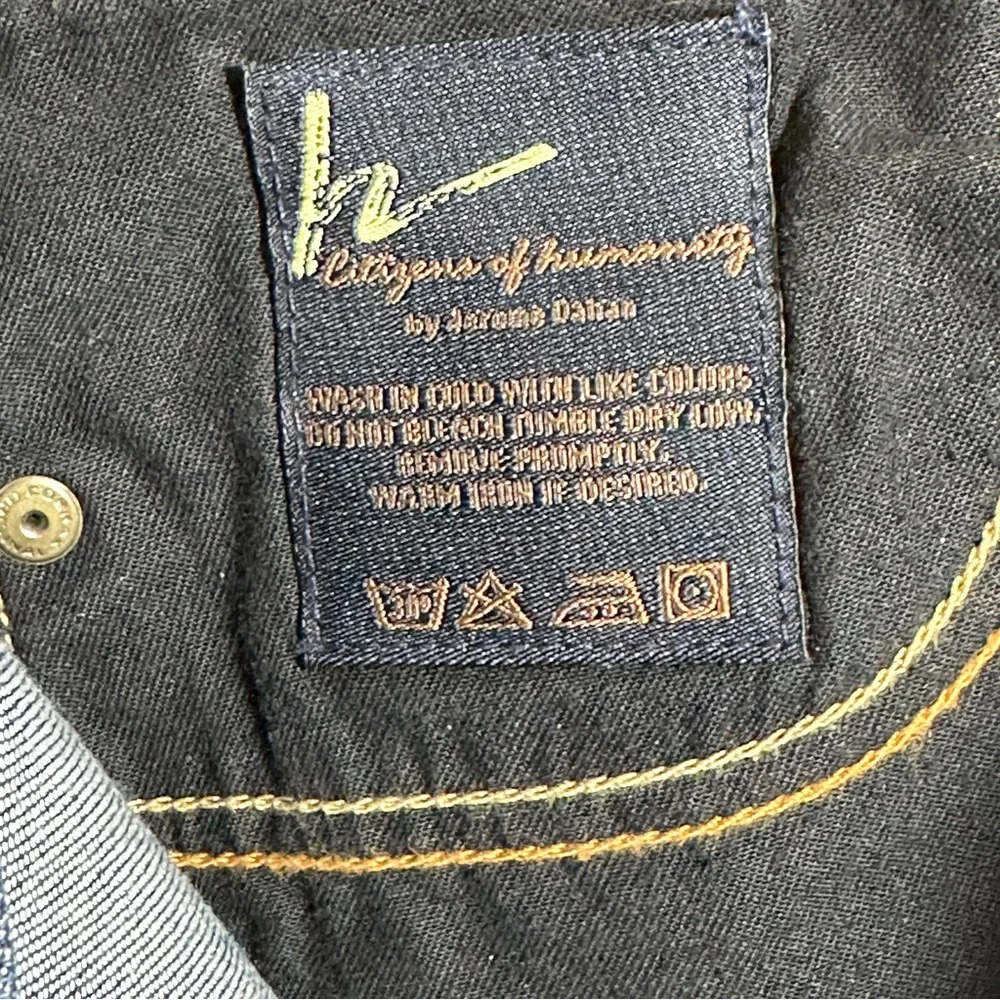 Citizens of humanity
by Jerome Dahan
WASH IN COLD WITH LIKE COLORS
DO NOT BLEACH TUMBLE DRY LOW.
REMOVE PROMPTLY.
WARM IRON IF DESIRED.
30